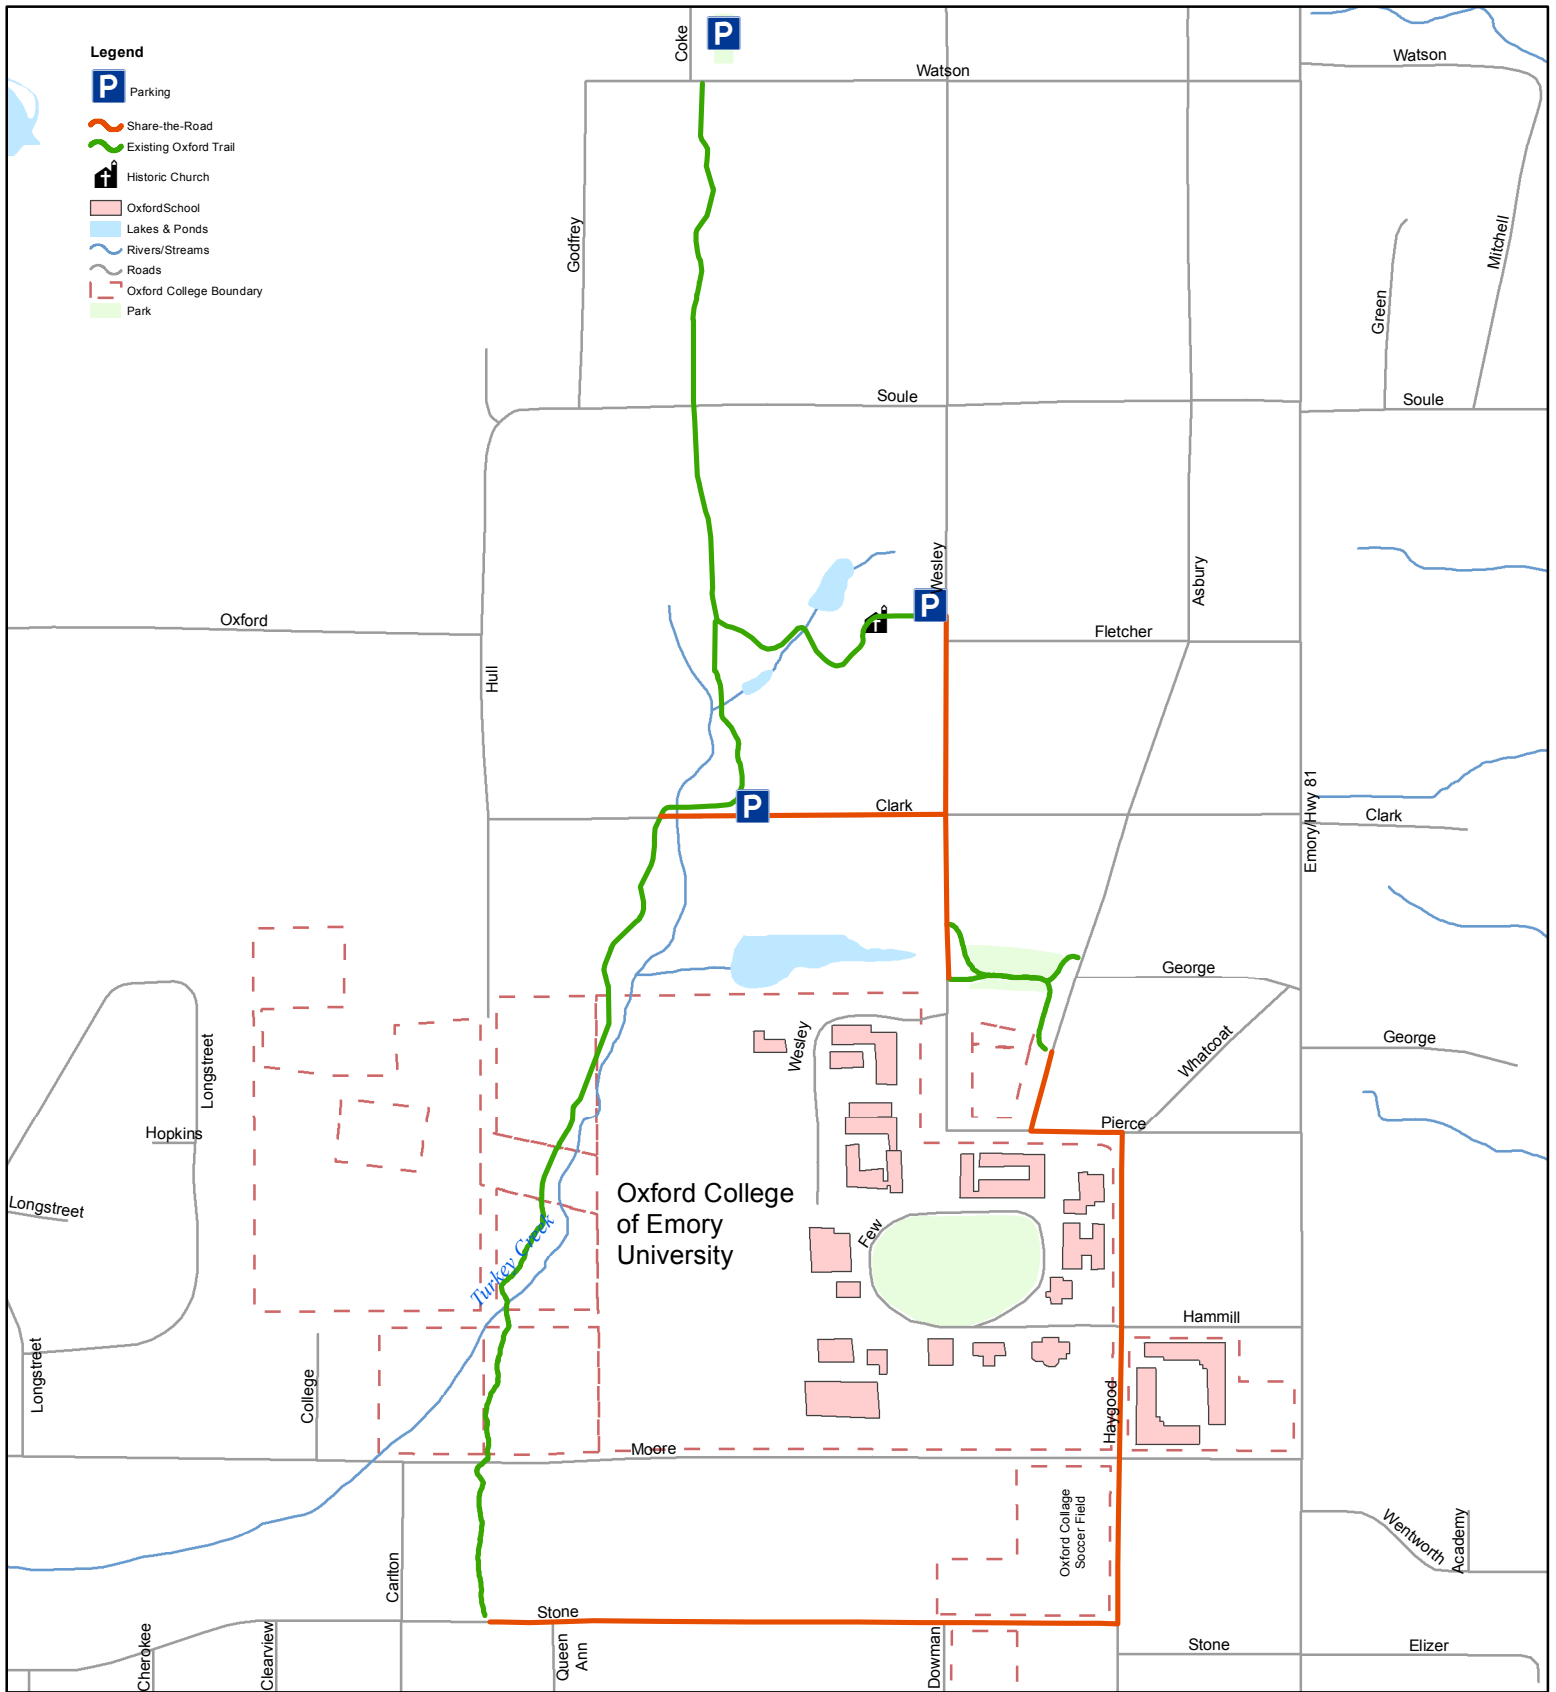 Coke
P
Watson
Watson
Legend
P Parking
Share-the-Road
Existing Oxford Trail
Historic Church
OxfordSchool
Lakes & Ponds
Rivers/Streams
Roads
Oxford College Boundary
Park
Godfrey
Mitchell
Green
Soule
Soule
Wesley
Asbury
P
Oxford
Fletcher
Hull
Emory/Hwy 81
P
Clark
Clark
George
George
Longstreet
Wesley
Whatcoat
Pierce
Hopkins
Longstreet
Oxford College
of Emory
University
Few
Turkey Creek
Hammill
Longstreet
College
Haygood
Moore
Oxford Collage
Soccer Field
Wentworth
Academy
Carlton
Stone
Cherokee
Clearview
Queen
Ann
Dowman
Stone
Elizer